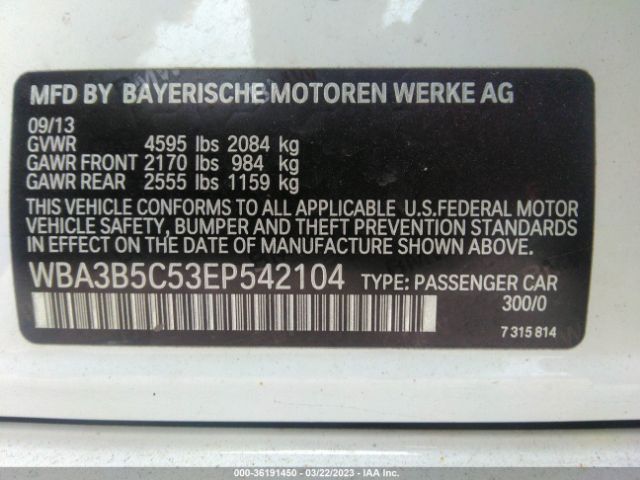 MFD BY BAYERISCHE MOTOREN WERKE AG
09/13
GVWR 4595 lbs 2084 kg
GAWR FRONT 2170 lbs 984 kg
GAWR REAR 2555 lbs 1159 kg
THIS VEHICLE CONFORMS TO ALL APPLICABLE U.S.FEDERAL MOTOR
VEHICLE SAFETY, BUMPER AND THEFT PREVENTION STANDARDS
IN EFFECT ON THE DATE OF MANUFACTURE SHOWN ABOVE.
WBA3B5C53EP542104 TYPE: PASSENGER CAR
300/0
7 315 814
000-36191450 - 03/22/2023 - IAA Inc.